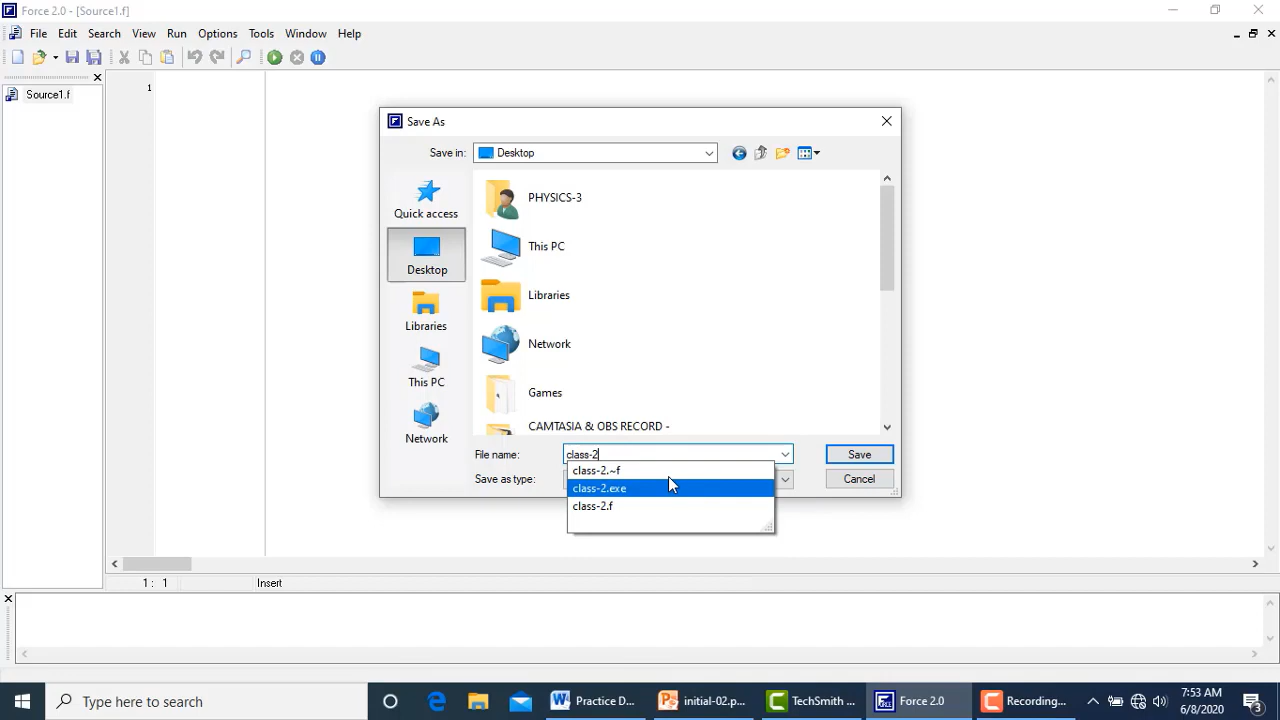 Force 2.0 - [Source1.f]
File Edit Search View Run Options Tools Window Help
Source1.f
1
Save As
Save in: Desktop
Quick access
Desktop
Libraries
This PC
Network
PHYSICS-3
This PC
Libraries
Network
Games
CAMTASIA & OBS RECORD -
File name: class-2 Save
class-2.~f
class-2.exe
class-2.f
Save as type: Cancel
1 : 1 Insert
Type here to search
Practice D...
initial-02.p...
TechSmith ...
Force 2.0
Recording...
7:53 AM
6/8/2020
3